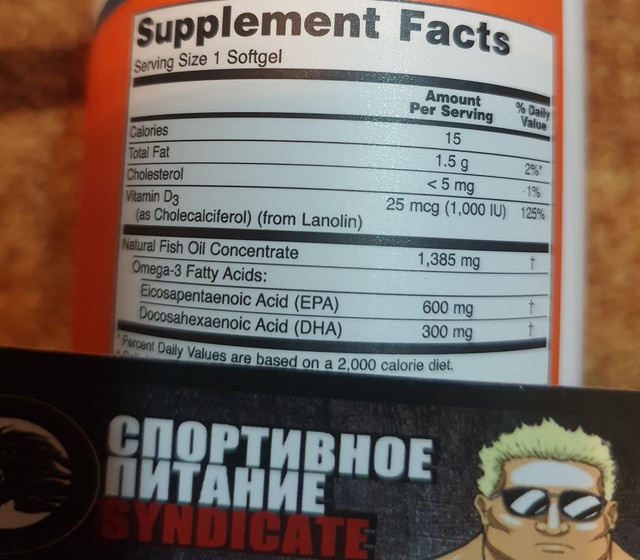 Supplement Facts
Serving Size 1 Softgel
Amount Per Serving % Daily Value
Calories 15
Total Fat 1.5 g 2%*
Cholesterol < 5 mg 1%
Vitamin D3 25 mcg (1,000 IU) 125%
(as Cholecalciferol) (from Lanolin)
Natural Fish Oil Concentrate 1,385 mg †
Omega-3 Fatty Acids:
Eicosapentaenoic Acid (EPA) 600 mg †
Docosahexaenoic Acid (DHA) 300 mg †
* Percent Daily Values are based on a 2,000 calorie diet.
СПОРТИВНОЕ
ПИТАНИЕ
SYNDICATE